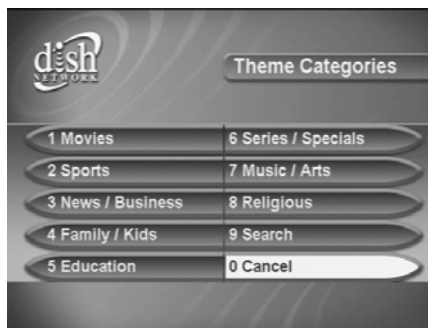 dish
NETWORK
Theme Categories
1 Movies
2 Sports
3 News / Business
4 Family / Kids
5 Education
6 Series / Specials
7 Music / Arts
8 Religious
9 Search
0 Cancel